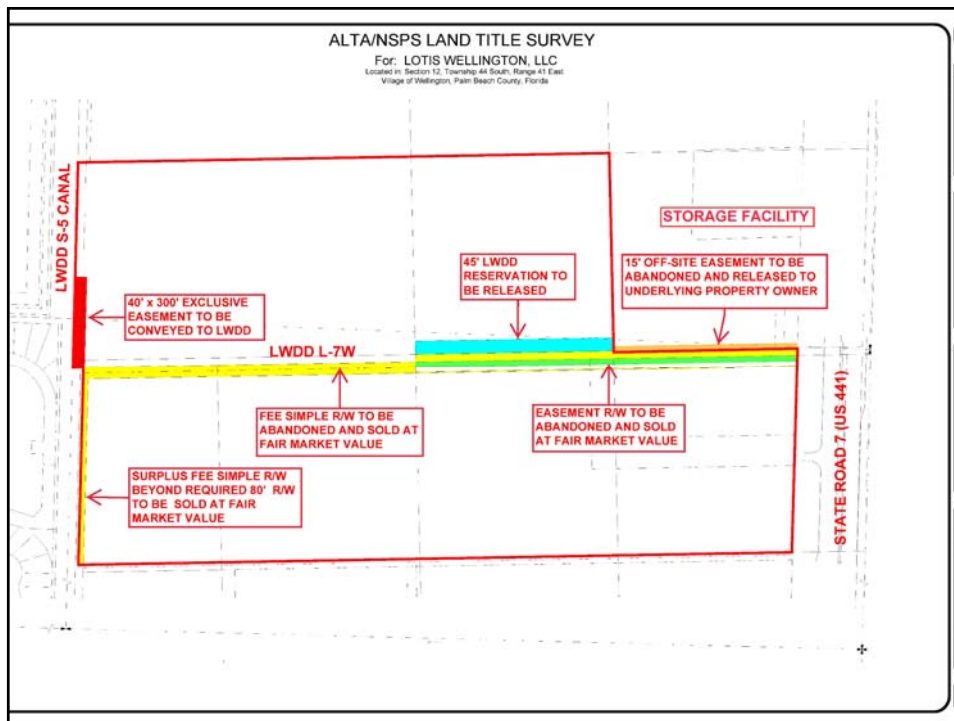 ALTA/NSPS LAND TITLE SURVEY
For: LOTIS WELLINGTON, LLC
Located in: Section 12, Township 44 South, Range 41 East
Village of Wellington, Palm Beach County, Florida
LWDD S-5 CANAL
STORAGE FACILITY
45' LWDD
RESERVATION TO
BE RELEASED
15' OFF-SITE EASEMENT TO BE
ABANDONED AND RELEASED TO
UNDERLYING PROPERTY OWNER
40' x 300' EXCLUSIVE
EASEMENT TO BE
CONVEYED TO LWDD
LWDD L-7W
FEE SIMPLE R/W TO BE
ABANDONED AND SOLD AT
FAIR MARKET VALUE
EASEMENT R/W TO BE
ABANDONED AND SOLD
AT FAIR MARKET VALUE
STATE ROAD 7 (US 441)
SURPLUS FEE SIMPLE R/W
BEYOND REQUIRED 80' R/W
TO BE SOLD AT FAIR
MARKET VALUE